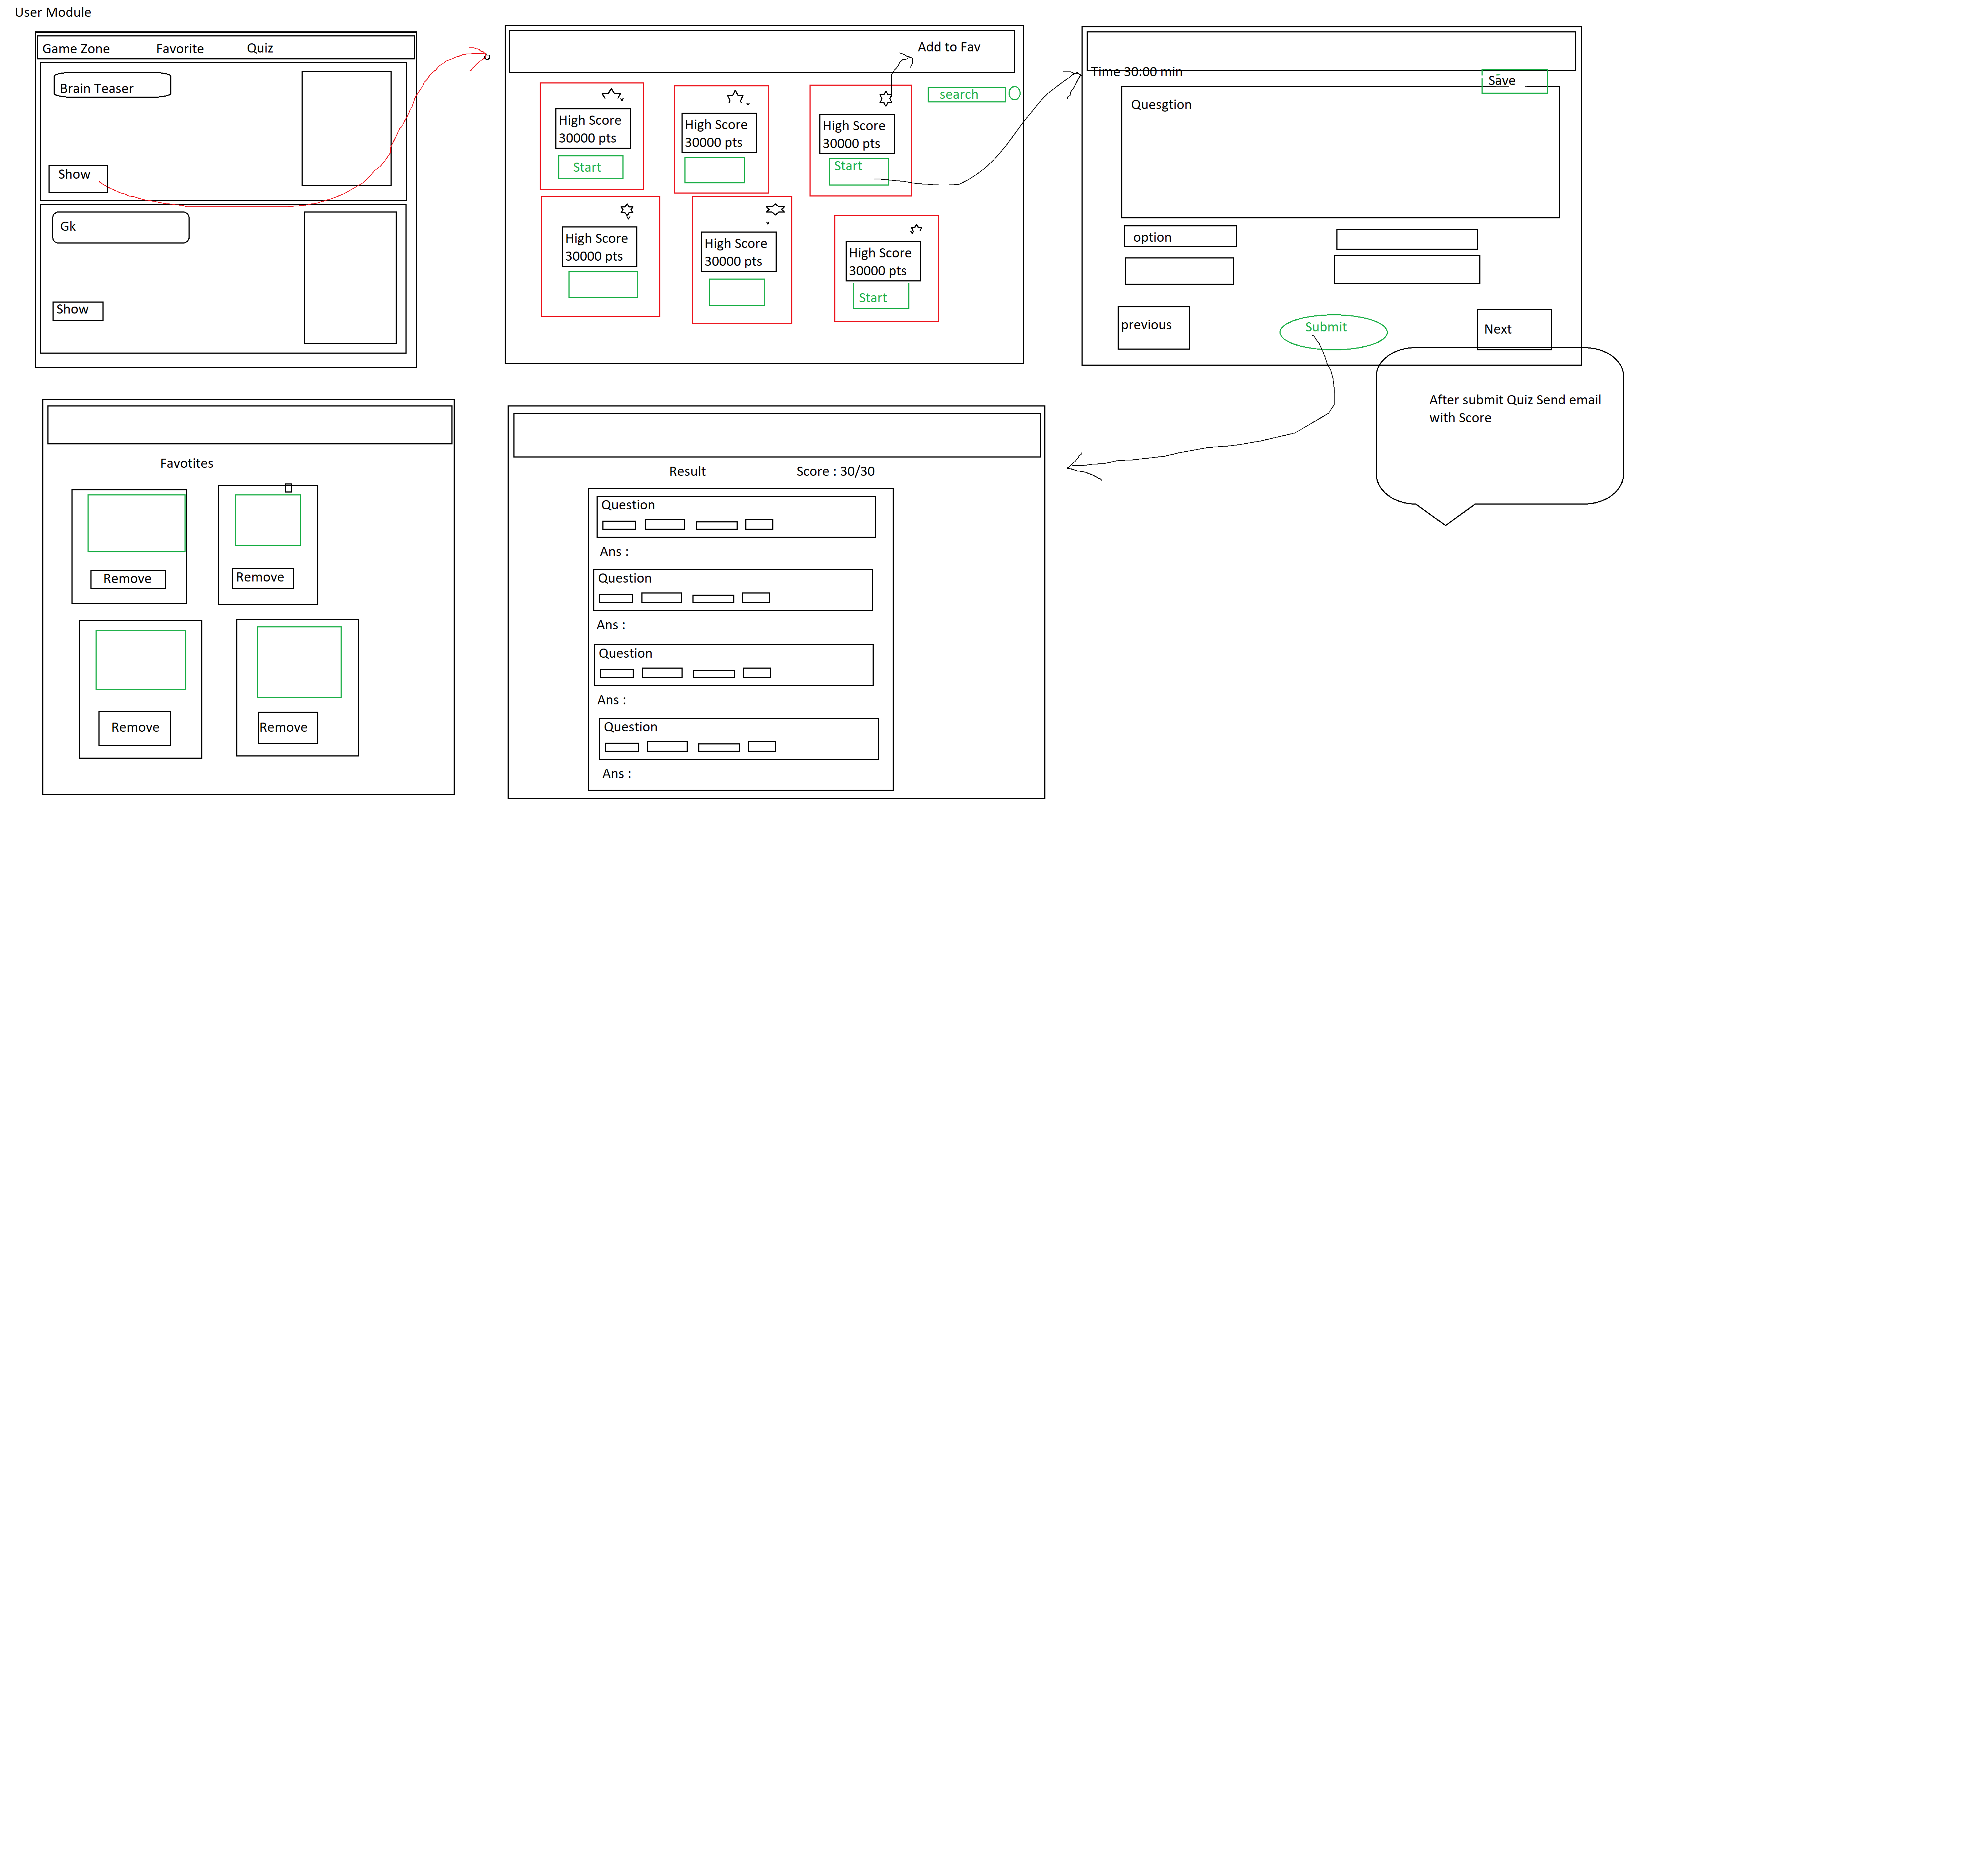 User Module
Game Zone Favorite Quiz
Brain Teaser
Show
Gk
Show
Add to Fav
search
High Score
30000 pts
Start
High Score
30000 pts
High Score
30000 pts
Start
High Score
30000 pts
High Score
30000 pts
High Score
30000 pts
Start
Time 30:00 min
Save
Quesgtion
option
previous
Submit
Next
After submit Quiz Send email
with Score
Favotites
Remove
Remove
Remove
Remove
Result Score : 30/30
Question
Ans :
Question
Ans :
Question
Ans :
Question
Ans :